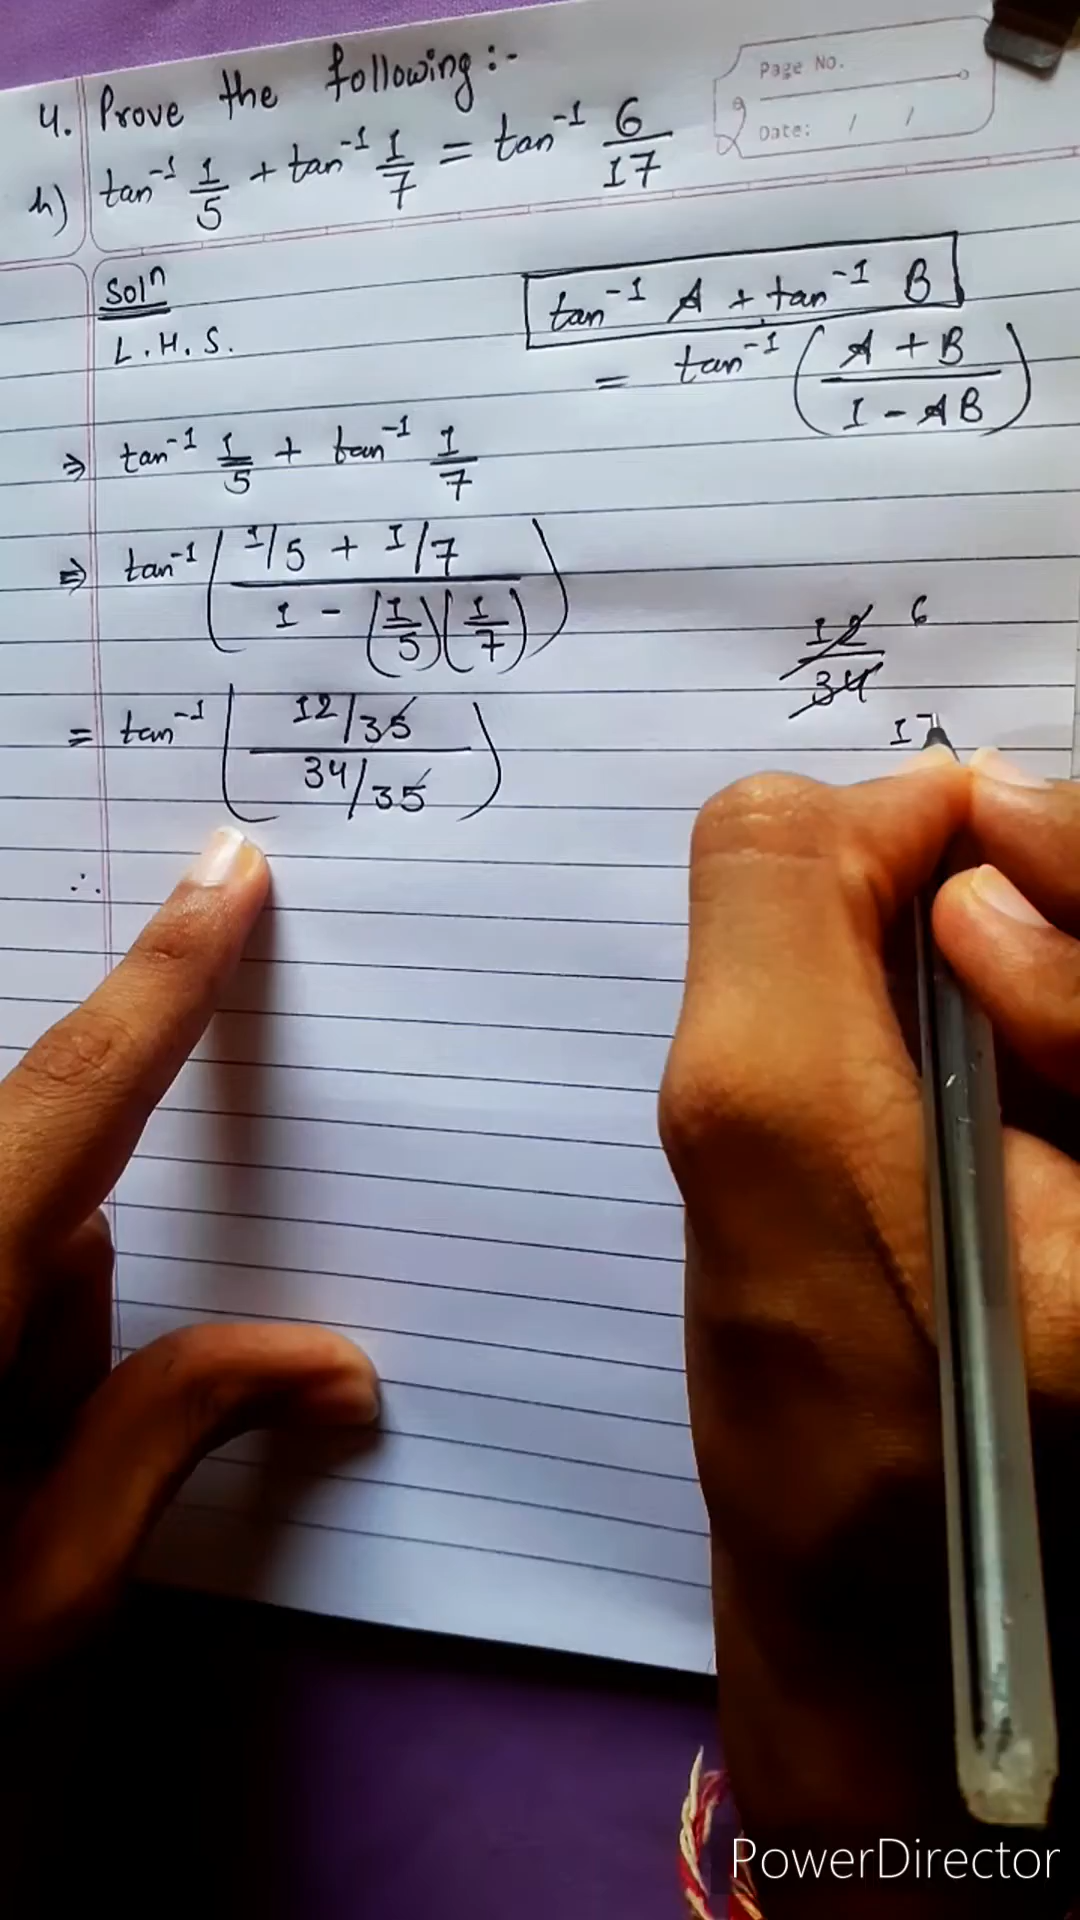 4. Prove the following :-
Page No.
Date: / /
h) tan⁻¹ 1/5 + tan⁻¹ 1/7 = tan⁻¹ 6/17
Solⁿ
tan⁻¹ A + tan⁻¹ B
L.H.S.
= tan⁻¹ (A + B / 1 - AB)
⇒ tan⁻¹ 1/5 + tan⁻¹ 1/7
⇒ tan⁻¹ (1/5 + 1/7 / 1 - (1/5)(1/7))
12/34 6
17
= tan⁻¹ (12/35 / 34/35)
∴
PowerDirector